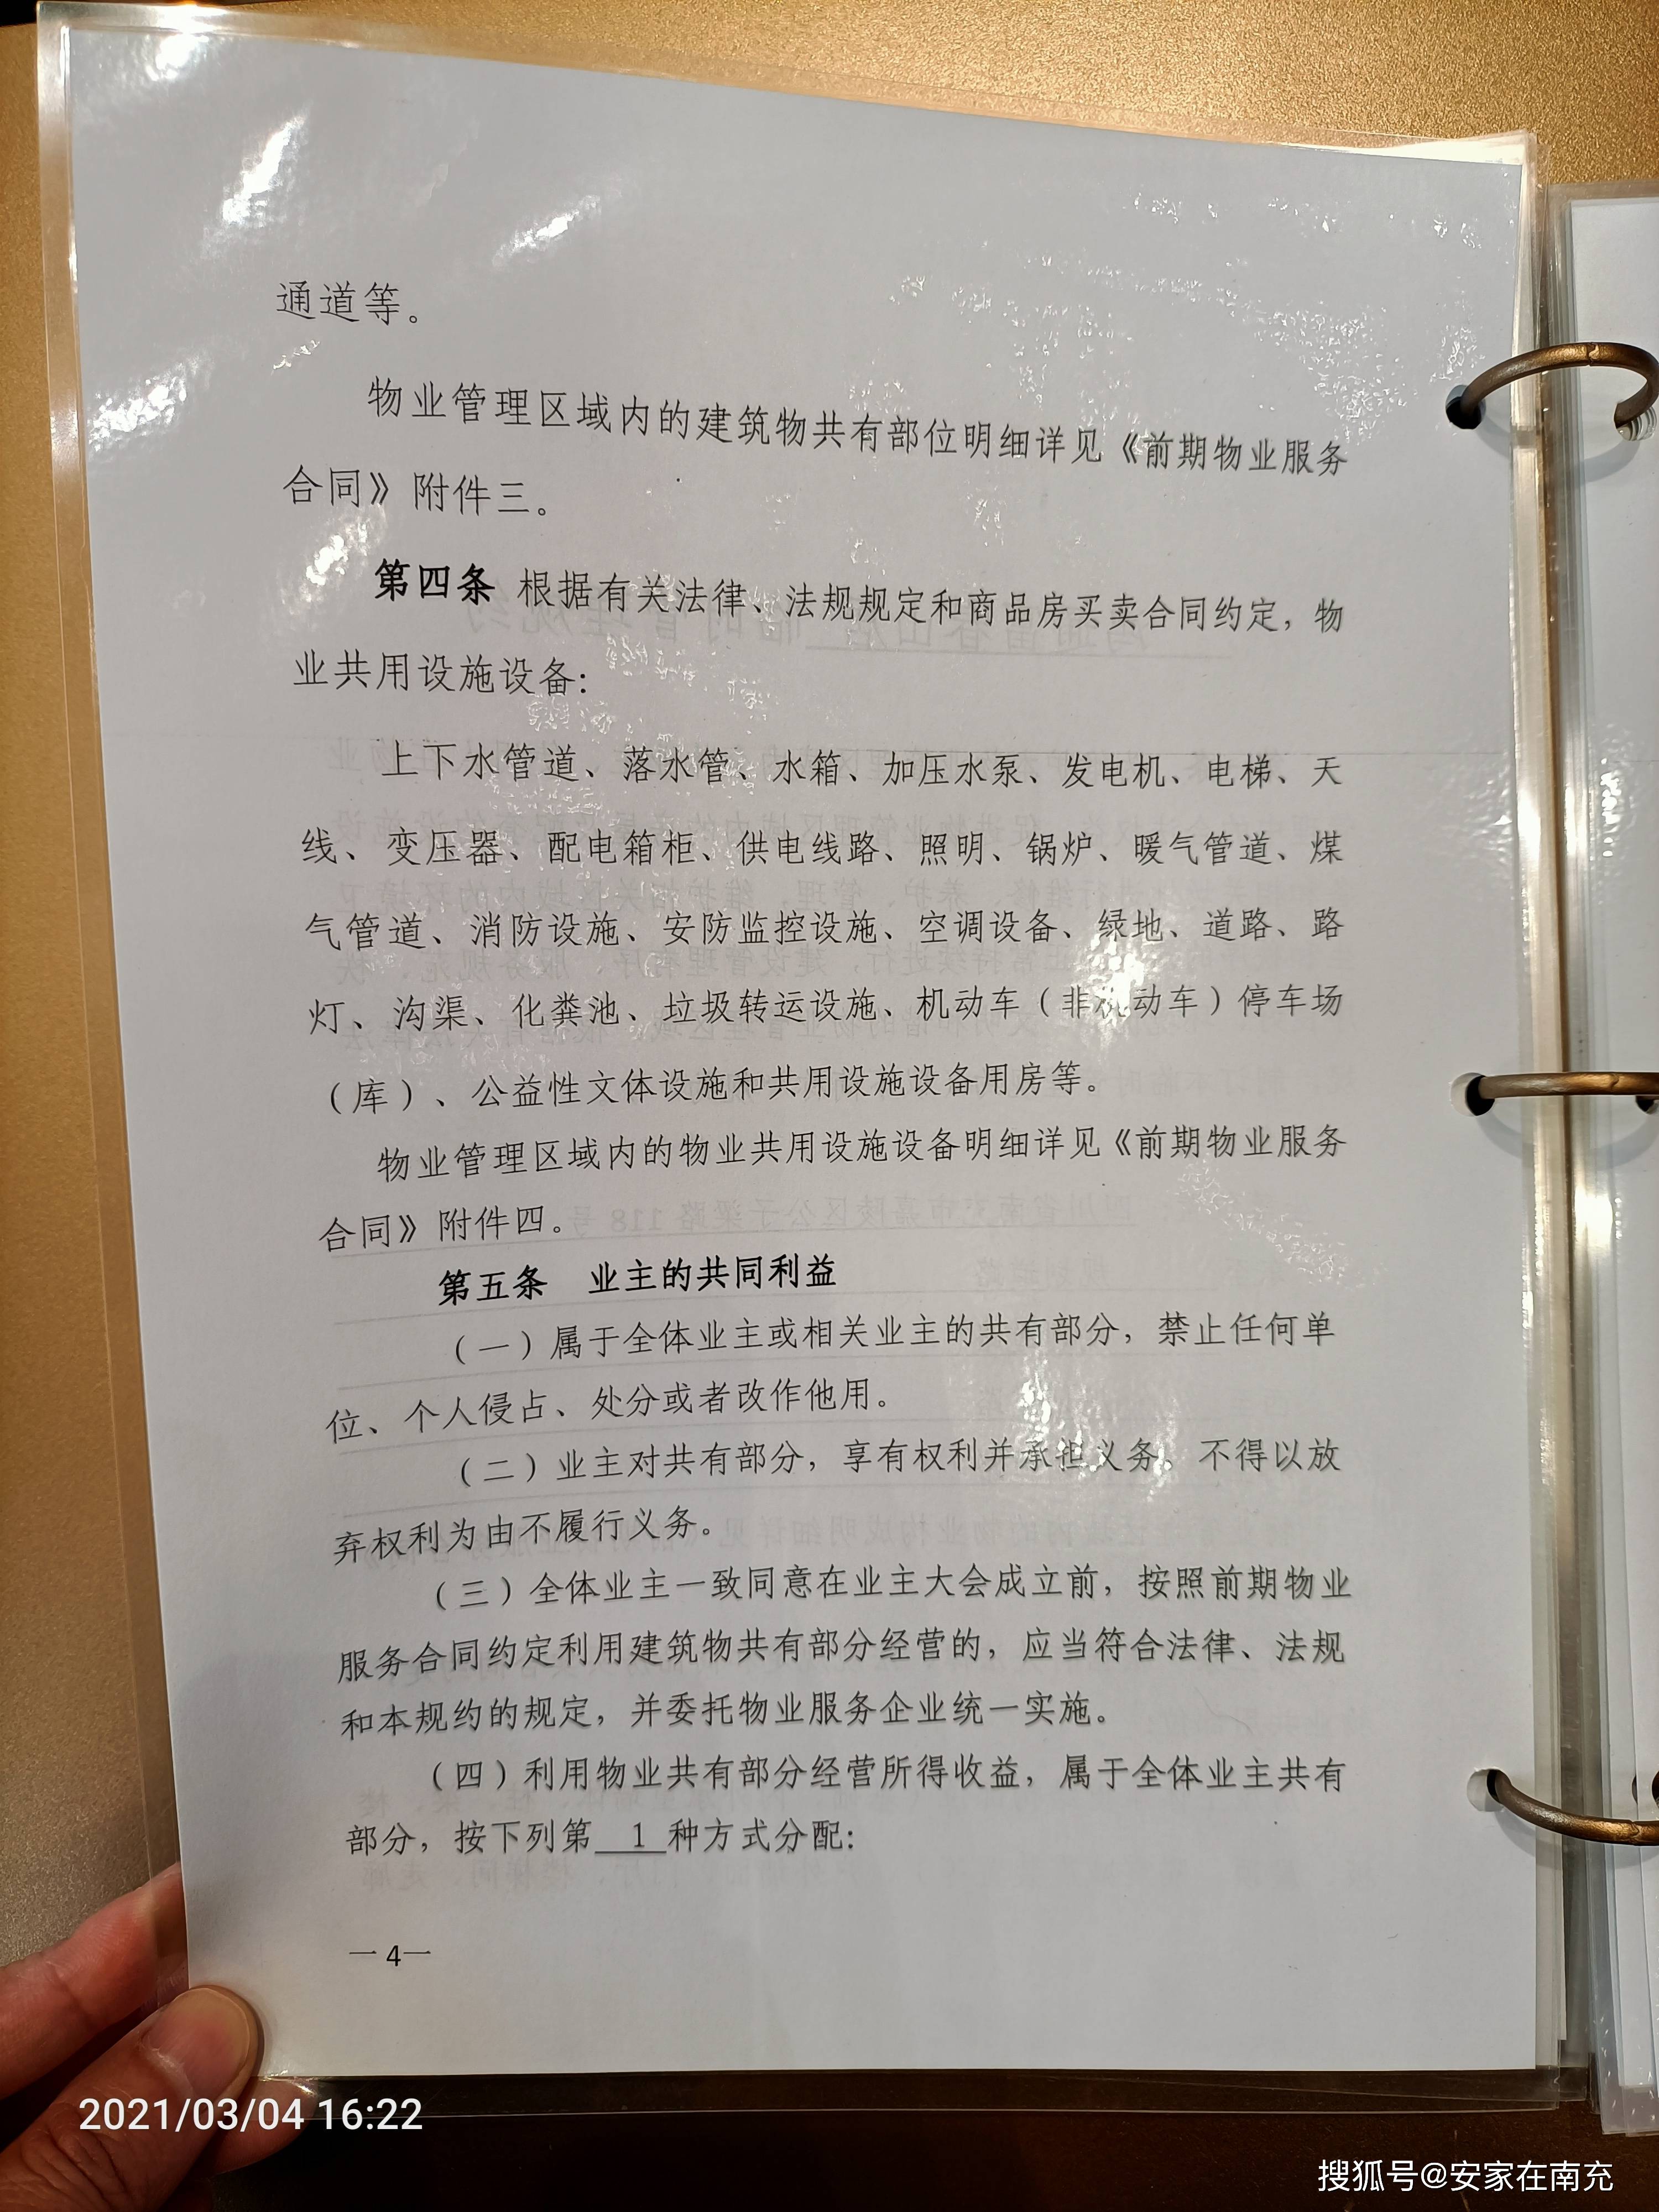 通道等。
物业管理区域内的建筑物共有部位明细详见《前期物业服务
合同》附件三。
第四条 根据有关法律、法规规定和商品房买卖合同约定，物
业共用设施设备：
上下水管道、落水管、水箱、加压水泵、发电机、电梯、天
线、变压器、配电箱柜、供电线路、照明、锅炉、暖气管道、煤
气管道、消防设施、安防监控设施、空调设备、绿地、道路、路
灯、沟渠、化粪池、垃圾转运设施、机动车（非机动车）停车场
（库）、公益性文体设施和共用设施设备用房等。
物业管理区域内的物业共用设施设备明细详见《前期物业服务
合同》附件四。
第五条 业主的共同利益
（一）属于全体业主或相关业主的共有部分，禁止任何单
位、个人侵占、处分或者改作他用。
（二）业主对共有部分，享有权利并承担义务，不得以放
弃权利为由不履行义务。
（三）全体业主一致同意在业主大会成立前，按照前期物业
服务合同约定利用建筑物共有部分经营的，应当符合法律、法规
和本规约的规定，并委托物业服务企业统一实施。
（四）利用物业共有部分经营所得收益，属于全体业主共有
部分，按下列第 1 种方式分配：
— 4—
2021/03/04 16:22
搜狐号@安家在南充